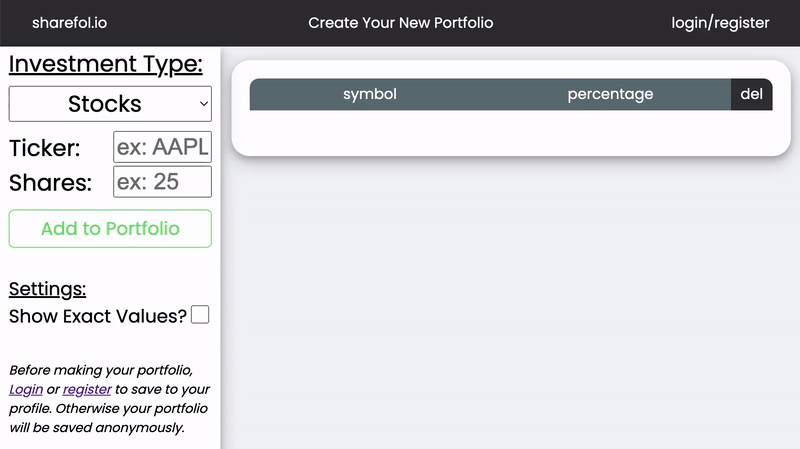 sharefol.io
Create Your New Portfolio
login/register
Investment Type:
Stocks
Ticker: ex: AAPL
Shares: ex: 25
Add to Portfolio
Settings:
Show Exact Values?
Before making your portfolio,
Login or register to save to your
profile. Otherwise your portfolio
will be saved anonymously.
symbol percentage del